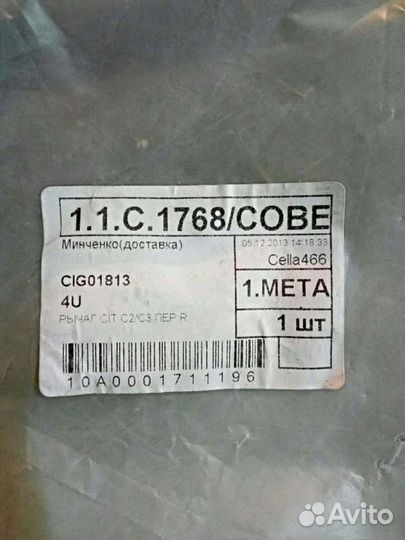 1.1.С.1768/СОВЕ
Минченко(доставка)
05.12.2013 14:18:33
Cella466
CIG01813
4U
1.МЕТА
РЫЧАГ CIT C2/C3 ПЕР R
1 шт
10A0001711196
Avito